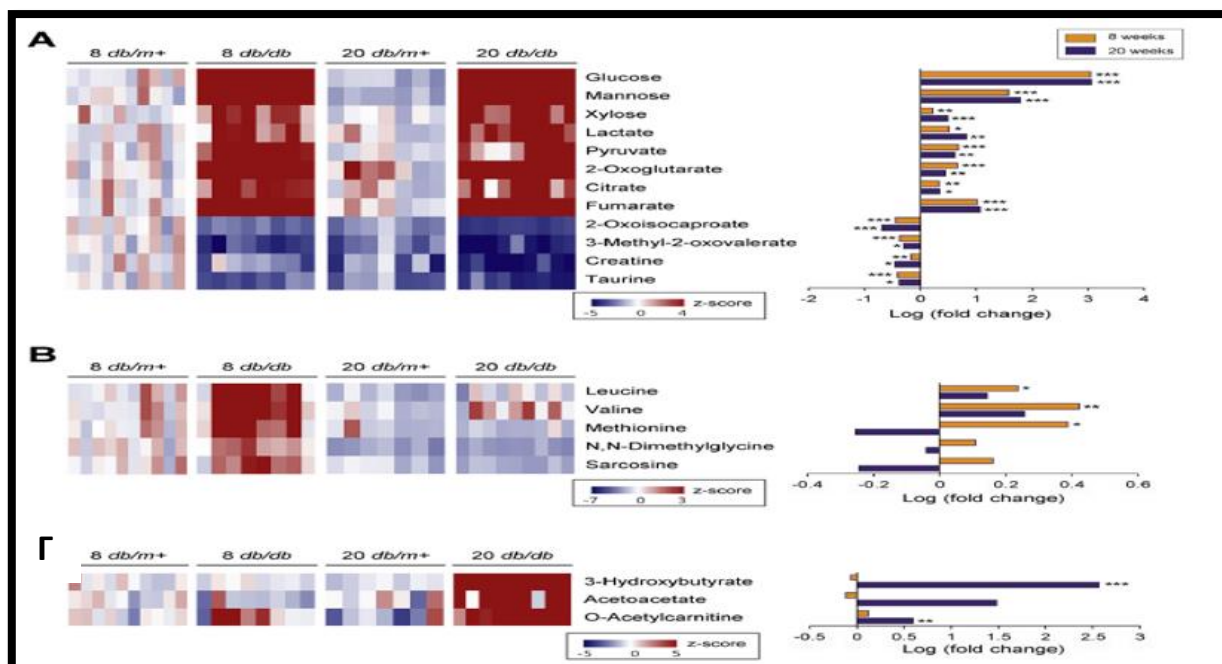 A
8 db/m+ 8 db/db 20 db/m+ 20 db/db
8 weeks
20 weeks
Glucose ***
***
Mannose ***
***
Xylose **
***
Lactate *
**
Pyruvate ***
**
2-Oxoglutarate ***
**
Citrate **
*
Fumarate ***
***
2-Oxoisocaproate ***
***
3-Methyl-2-oxovalerate ***
*
Creatine **
*
Taurine ***
*
-5 0 4 z-score
-2 -1 0 1 2 3 4
Log (fold change)
B
8 db/m+ 8 db/db 20 db/m+ 20 db/db
Leucine *
Valine **
Methionine *
N,N-Dimethylglycine
Sarcosine
-7 0 3 z-score
-0.4 -0.2 0 0.2 0.4 0.6
Log (fold change)
Γ
8 db/m+ 8 db/db 20 db/m+ 20 db/db
3-Hydroxybutyrate ***
Acetoacetate
O-Acetylcarnitine **
-5 0 5 z-score
0 0.5 1 1.5 2 2.5 3
Log (fold change)